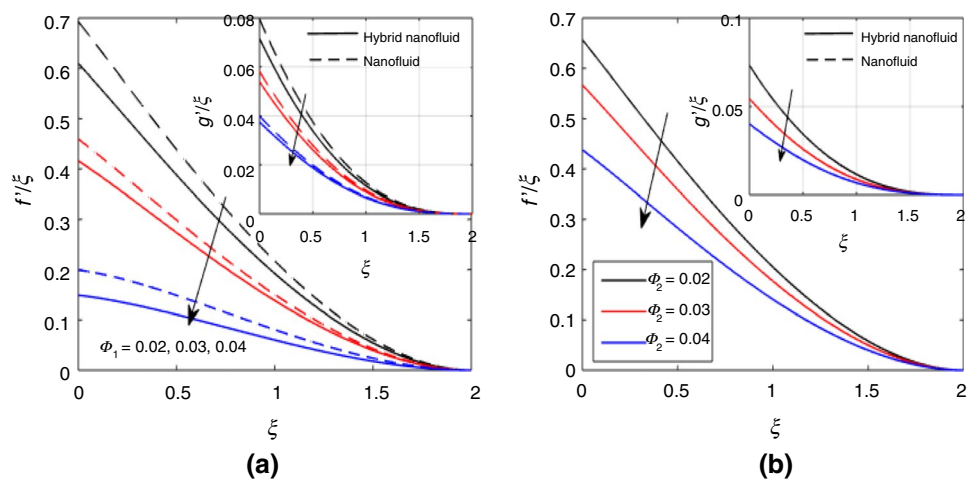 0.7
0.6
0.5
0.4
0.3
0.2
0.1
0
f'/ξ
0
0.5
1
1.5
2
ξ
Φ1 = 0.02, 0.03, 0.04
0.08
0.06
0.04
0.02
0
g'/ξ
0
0.5
1
1.5
2
ξ
Hybrid nanofluid
Nanofluid
(a)
0.7
0.6
0.5
0.4
0.3
0.2
0.1
0
f'/ξ
0
0.5
1
1.5
2
ξ
0.1
0.05
0
g'/ξ
0
0.5
1
1.5
2
ξ
Hybrid nanofluid
Nanofluid
Φ2 = 0.02
Φ2 = 0.03
Φ2 = 0.04
(b)